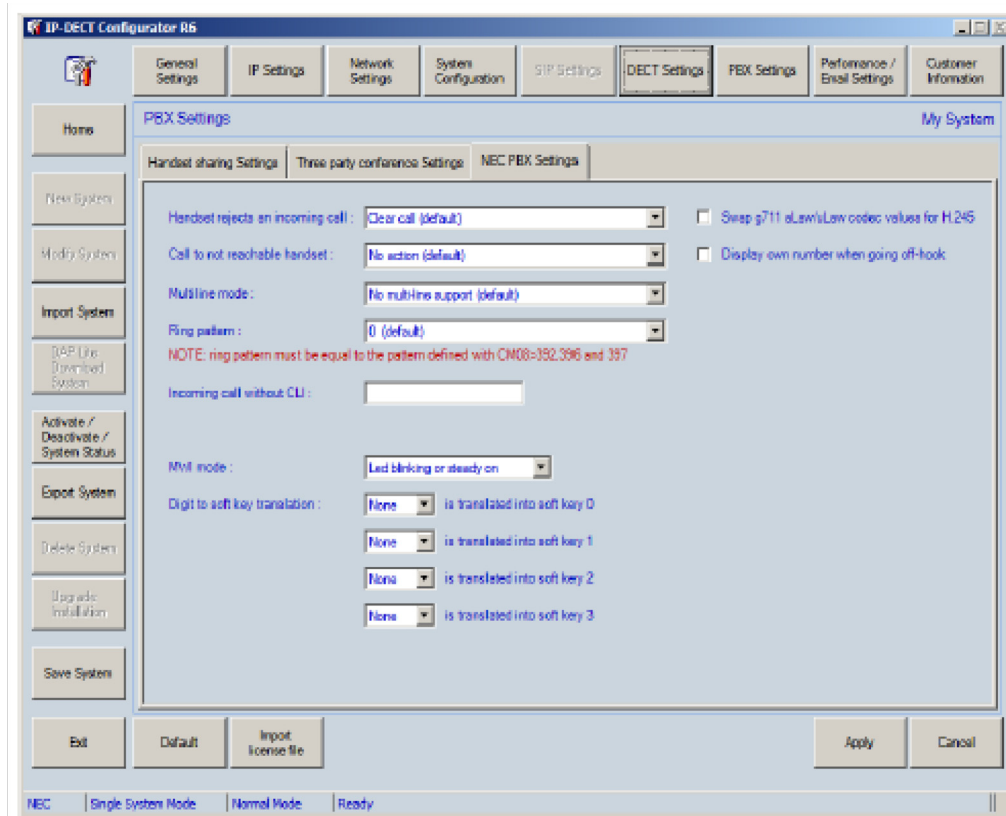 IP-DECT Configurator R6
General
Settings
IP Settings
Network
Settings
System
Configuration
SIP Settings
DECT Settings
PBX Settings
Performance /
Email Settings
Customer
Information
Home
New System
Modify System
Import System
DAP Lite
Download
System
Activate /
Deactivate /
System Status
Export System
Delete System
Upgrade
Installation
Save System
PBX Settings
My System
Handset sharing Settings
Three party conference Settings
NEC PBX Settings
Handset rejects an incoming call :
Clear call (default)
Swap g711 aLaw/uLaw codec values for H.245
Call to not reachable handset :
No action (default)
Display own number when going off-hook
Multiline mode :
No multi-line support (default)
Ring pattern :
0 (default)
NOTE: ring pattern must be equal to the pattern defined with CM08>392,396 and 397
Incoming call without CLI :
MWI mode :
Led blinking or steady on
Digit to soft key translation :
None is translated into soft key 0
None is translated into soft key 1
None is translated into soft key 2
None is translated into soft key 3
Exit
Default
Import
license file
Apply
Cancel
NEC
Single System Mode
Normal Mode
Ready